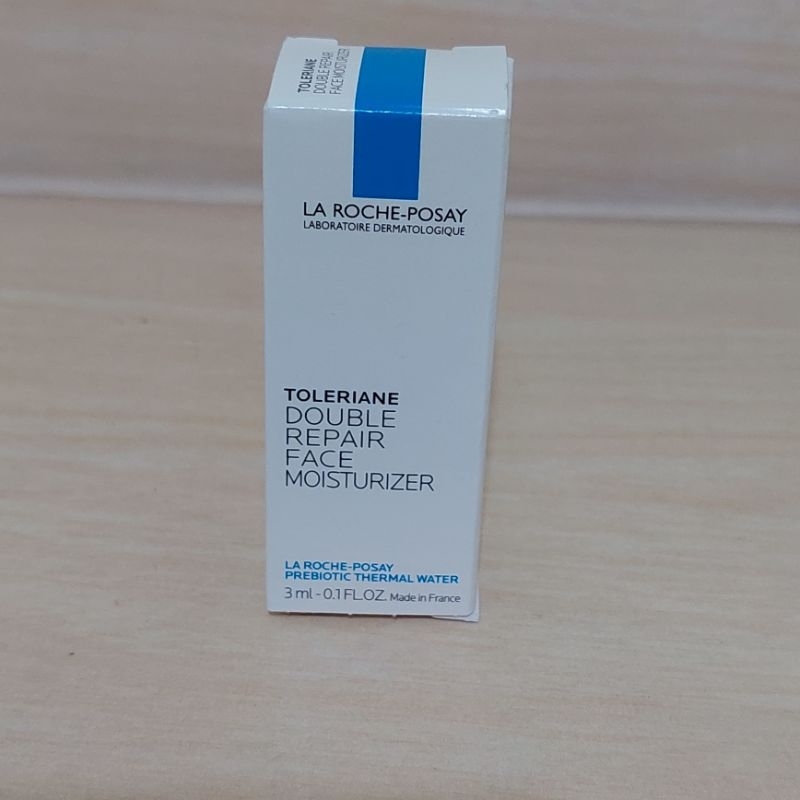 TOLERIANE
DOUBLE REPAIR
FACE MOISTURIZER
LA ROCHE-POSAY
LABORATOIRE DERMATOLOGIQUE
TOLERIANE
DOUBLE
REPAIR
FACE
MOISTURIZER
LA ROCHE-POSAY
PREBIOTIC THERMAL WATER
3 ml - 0.1 FL.OZ. Made in France